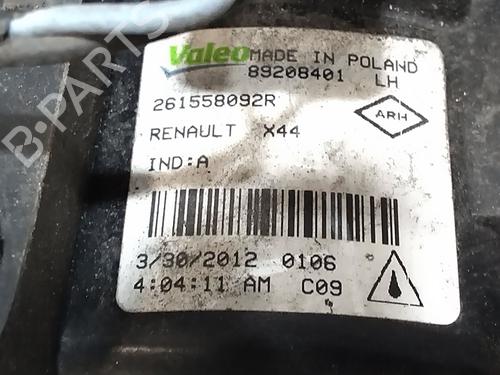 Valeo MADE IN POLAND
89208401 LH
261558092R
ARH
RENAULT X44
IND:A
3/30/2012 0106
4:04:11 AM C09
B-PARTS